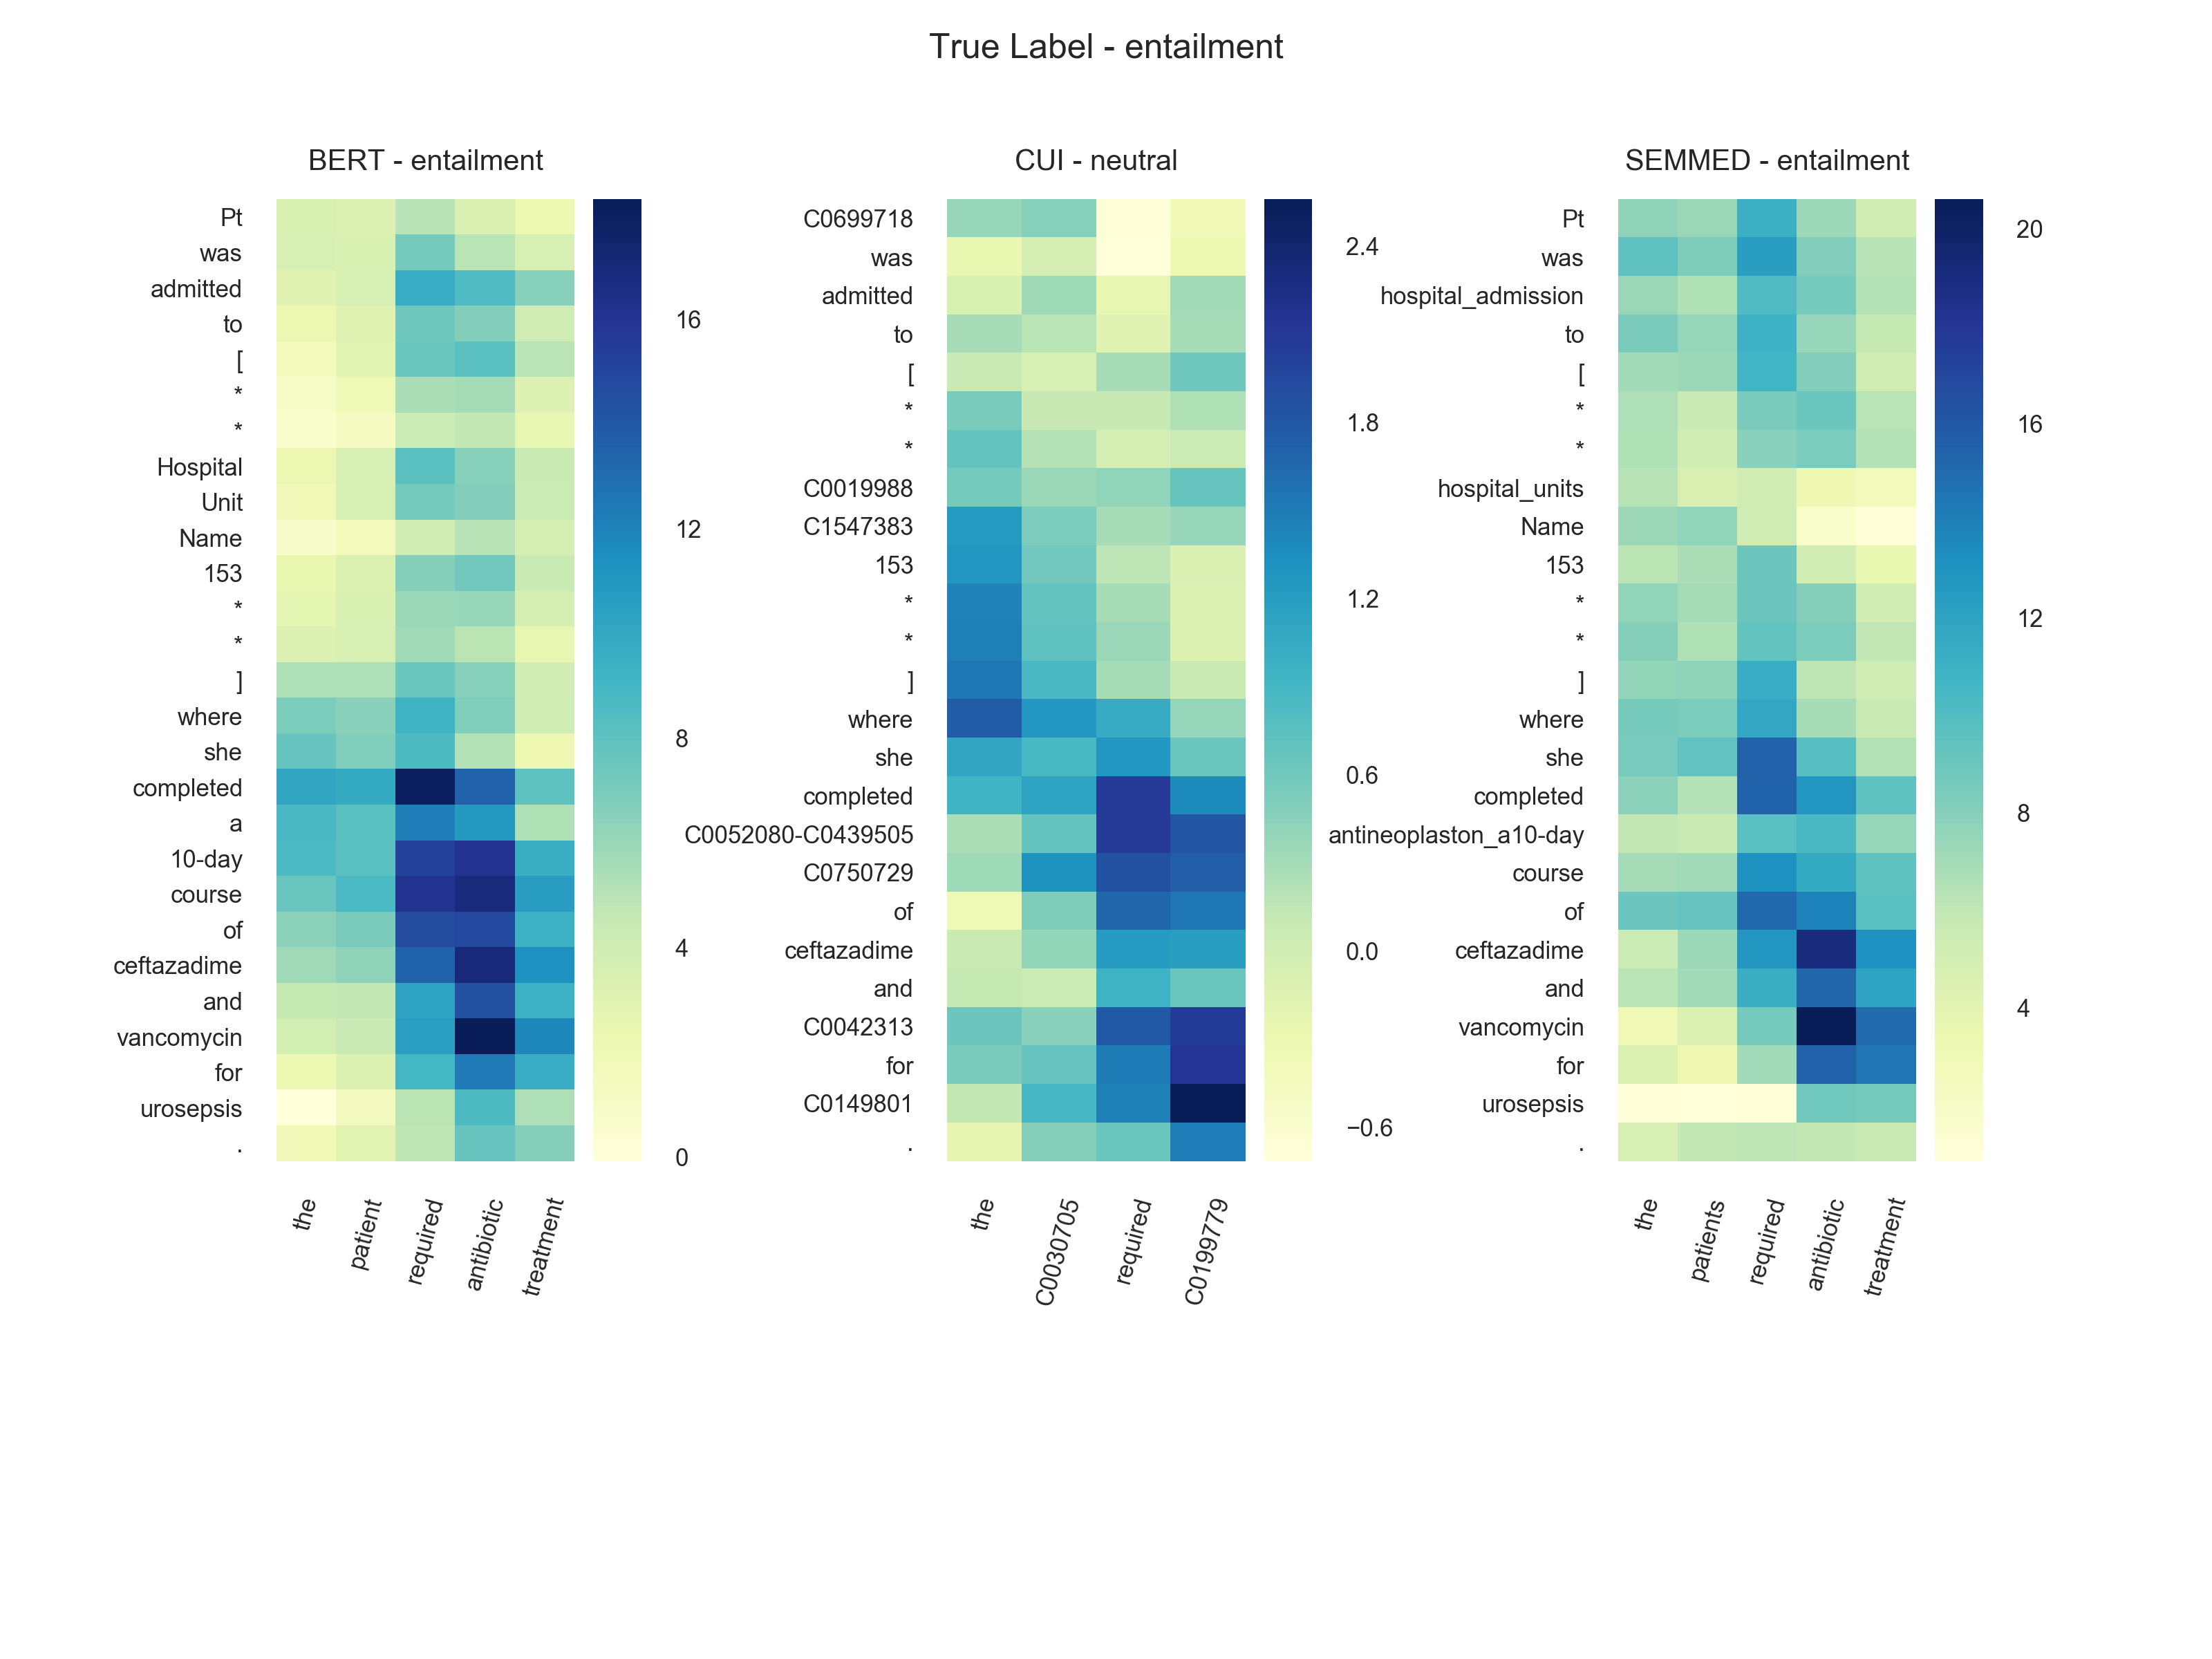 True Label - entailment
BERT - entailment
Pt
was
admitted
to
[
*
*
Hospital
Unit
Name
153
*
*
]
where
she
completed
a
10-day
course
of
ceftazadime
and
vancomycin
for
urosepsis
.
the
patient
required
antibiotic
treatment
16
12
8
4
0
CUI - neutral
C0699718
was
admitted
to
[
*
*
C0019988
C1547383
153
*
*
]
where
she
completed
C0052080-C0439505
C0750729
of
ceftazadime
and
C0042313
for
C0149801
.
the
C0030705
required
C0199779
2.4
1.8
1.2
0.6
0.0
−0.6
SEMMED - entailment
Pt
was
hospital_admission
to
[
*
*
hospital_units
Name
153
*
*
]
where
she
completed
antineoplaston_a10-day
course
of
ceftazadime
and
vancomycin
for
urosepsis
.
the
patients
required
antibiotic
treatment
20
16
12
8
4